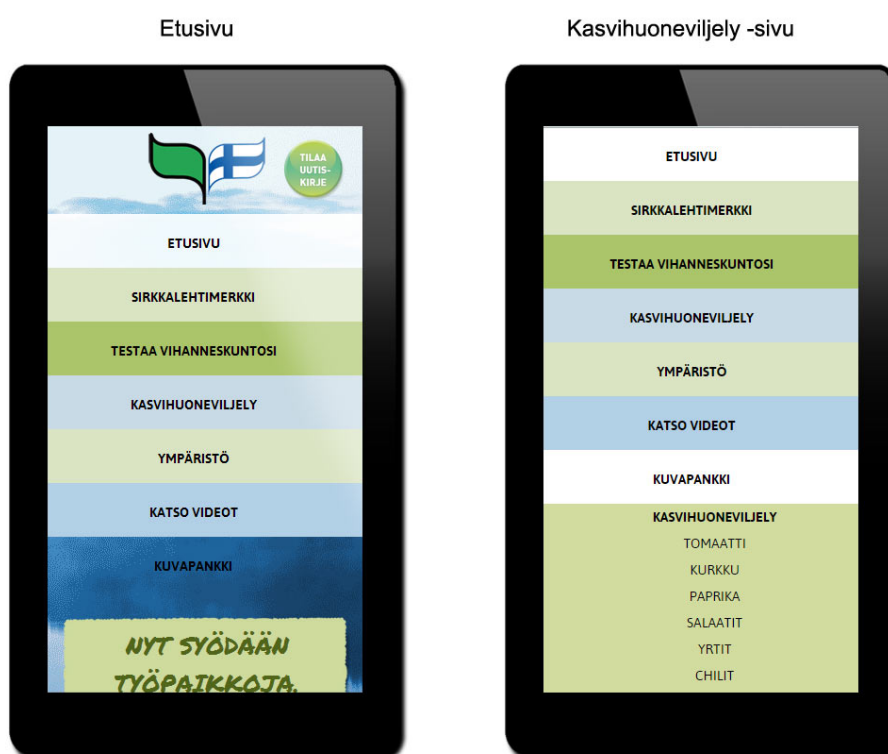 Etusivu
TILAA
UUTIS-
KIRJE
ETUSIVU
SIRKKALEHTIMERKKI
TESTAA VIHANNESKUNTOSI
KASVIHUONEVILJELY
YMPÄRISTÖ
KATSO VIDEOT
KUVAPANKKI
NYT SYÖDÄÄN
TYÖPAIKKOJA.
Kasvihuoneviljely -sivu
ETUSIVU
SIRKKALEHTIMERKKI
TESTAA VIHANNESKUNTOSI
KASVIHUONEVILJELY
YMPÄRISTÖ
KATSO VIDEOT
KUVAPANKKI
KASVIHUONEVILJELY
TOMAATTI
KURKKU
PAPRIKA
SALAATIT
YRTIT
CHILIT